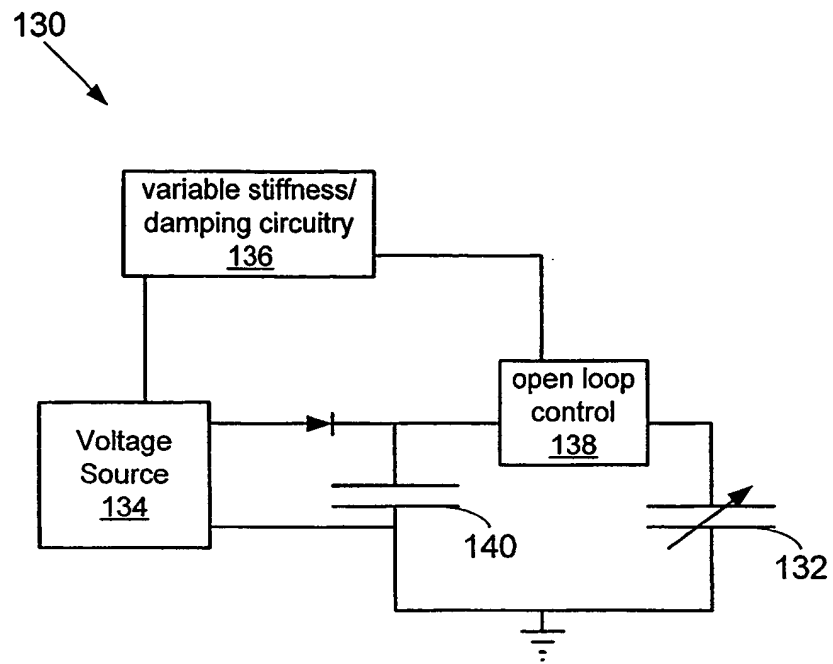 130
variable stiffness/
damping circuitry
136
open loop
control
138
Voltage
Source
134
140
132